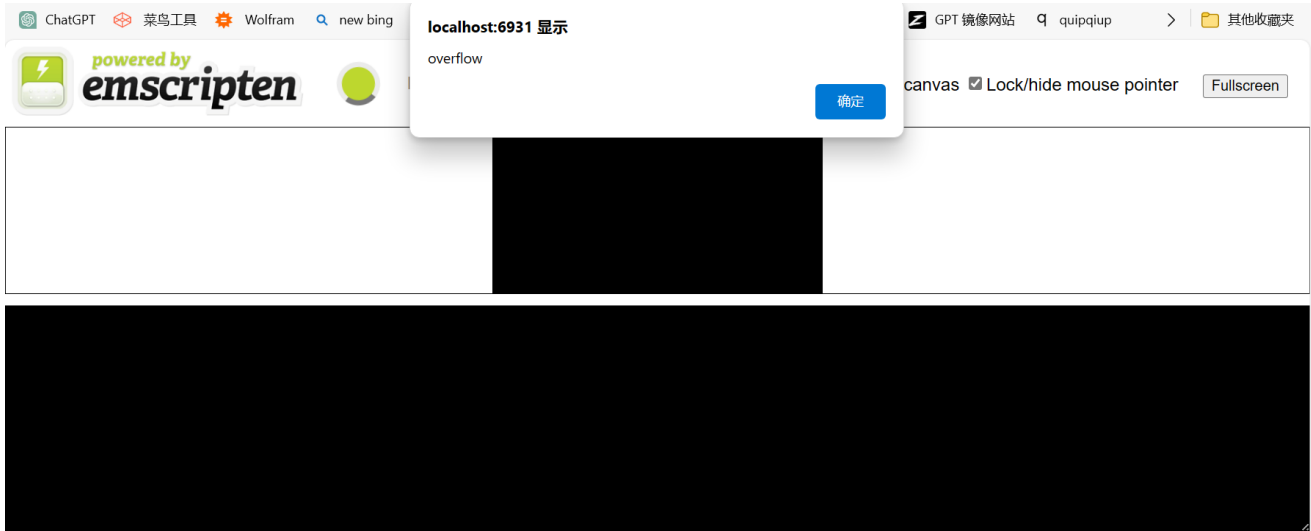 ChatGPT 菜鸟工具 Wolfram new bing GPT 镜像网站 quipqiup 其他收藏夹
localhost:6931 显示
overflow
确定
powered by
emscripten
canvas Lock/hide mouse pointer Fullscreen